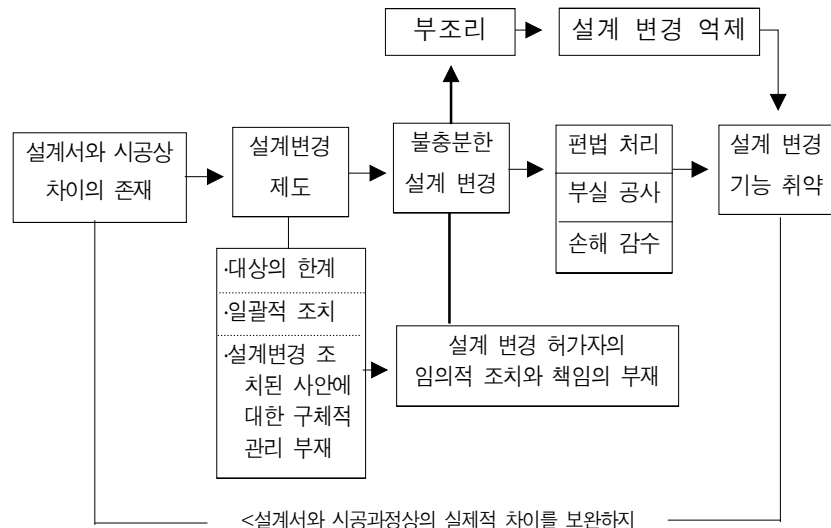 부조리
설계 변경 억제
설계서와 시공상
차이의 존재
설계변경
제도
불충분한
설계 변경
편법 처리
부실 공사
손해 감수
설계 변경
기능 취약
·대상의 한계
·일괄적 조치
·설계변경 조
치된 사안에
대한 구체적
관리 부재
설계 변경 허가자의
임의적 조치와 책임의 부재
<설계서와 시공과정상의 실제적 차이를 보완하지